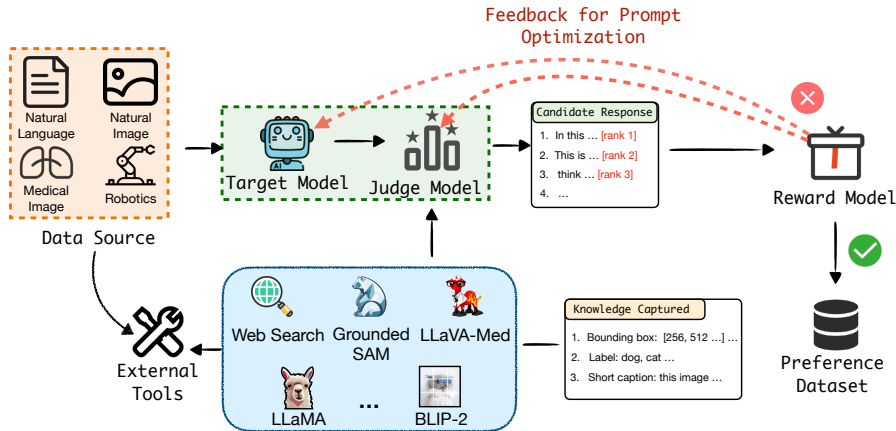 Feedback for Prompt
Optimization
Natural
Language
Natural
Image
Medical
Image
Robotics
Data Source
AI
Target Model
Judge Model
Candidate Response
1. In this ... [rank 1]
2. This is ... [rank 2]
3. think ... [rank 3]
4. ...
Reward Model
External
Tools
Web Search
Grounded
SAM
LLaVA-Med
LLaMA
...
BLIP-2
Knowledge Captured
1. Bounding box: [256, 512 ...] ...
2. Label: dog, cat ...
3. Short caption: this image ...
Preference
Dataset